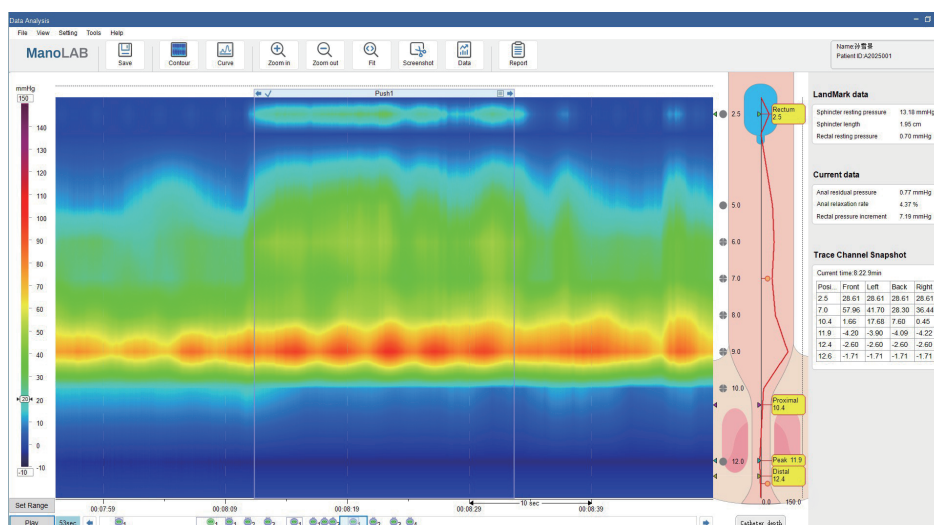 Data Analysis
File View Setting Tools Help
ManoLAB
Save
Contour
Curve
Zoom in
Zoom out
Fit
Screenshot
Data
Report
Name:孙雪景
Patient ID:A2025001
mmHg
150
140
130
120
110
100
90
80
70
60
50
40
30
20
10
0
-10
-10
Push1
2.5
5.0
6.0
7.0
8.0
9.0
10.0
12.0
Rectum
2.5
Proximal
10.4
Peak 11.9
Distal
12.4
0.0 150.0
LandMark data
Sphincter resting pressure 13.18 mmHg
Sphincter length 1.95 cm
Rectal resting pressure 0.70 mmHg
Current data
Anal residual pressure 0.77 mmHg
Anal relaxation rate 4.37 %
Rectal pressure increment 7.19 mmHg
Trace Channel Snapshot
Current time:8:22.9min
Posi... Front Left Back Right
2.5 28.61 28.61 28.61 28.61
7.0 57.96 41.70 28.30 36.44
10.4 1.66 17.68 7.60 0.45
11.9 -4.20 -3.90 -4.09 -4.22
12.4 -2.60 -2.60 -2.60 -2.60
12.6 -1.71 -1.71 -1.71 -1.71
Set Range
00:07:59 00:08:09 00:08:19 00:08:29 00:08:39
10 sec
Play 53sec
Catheter depth